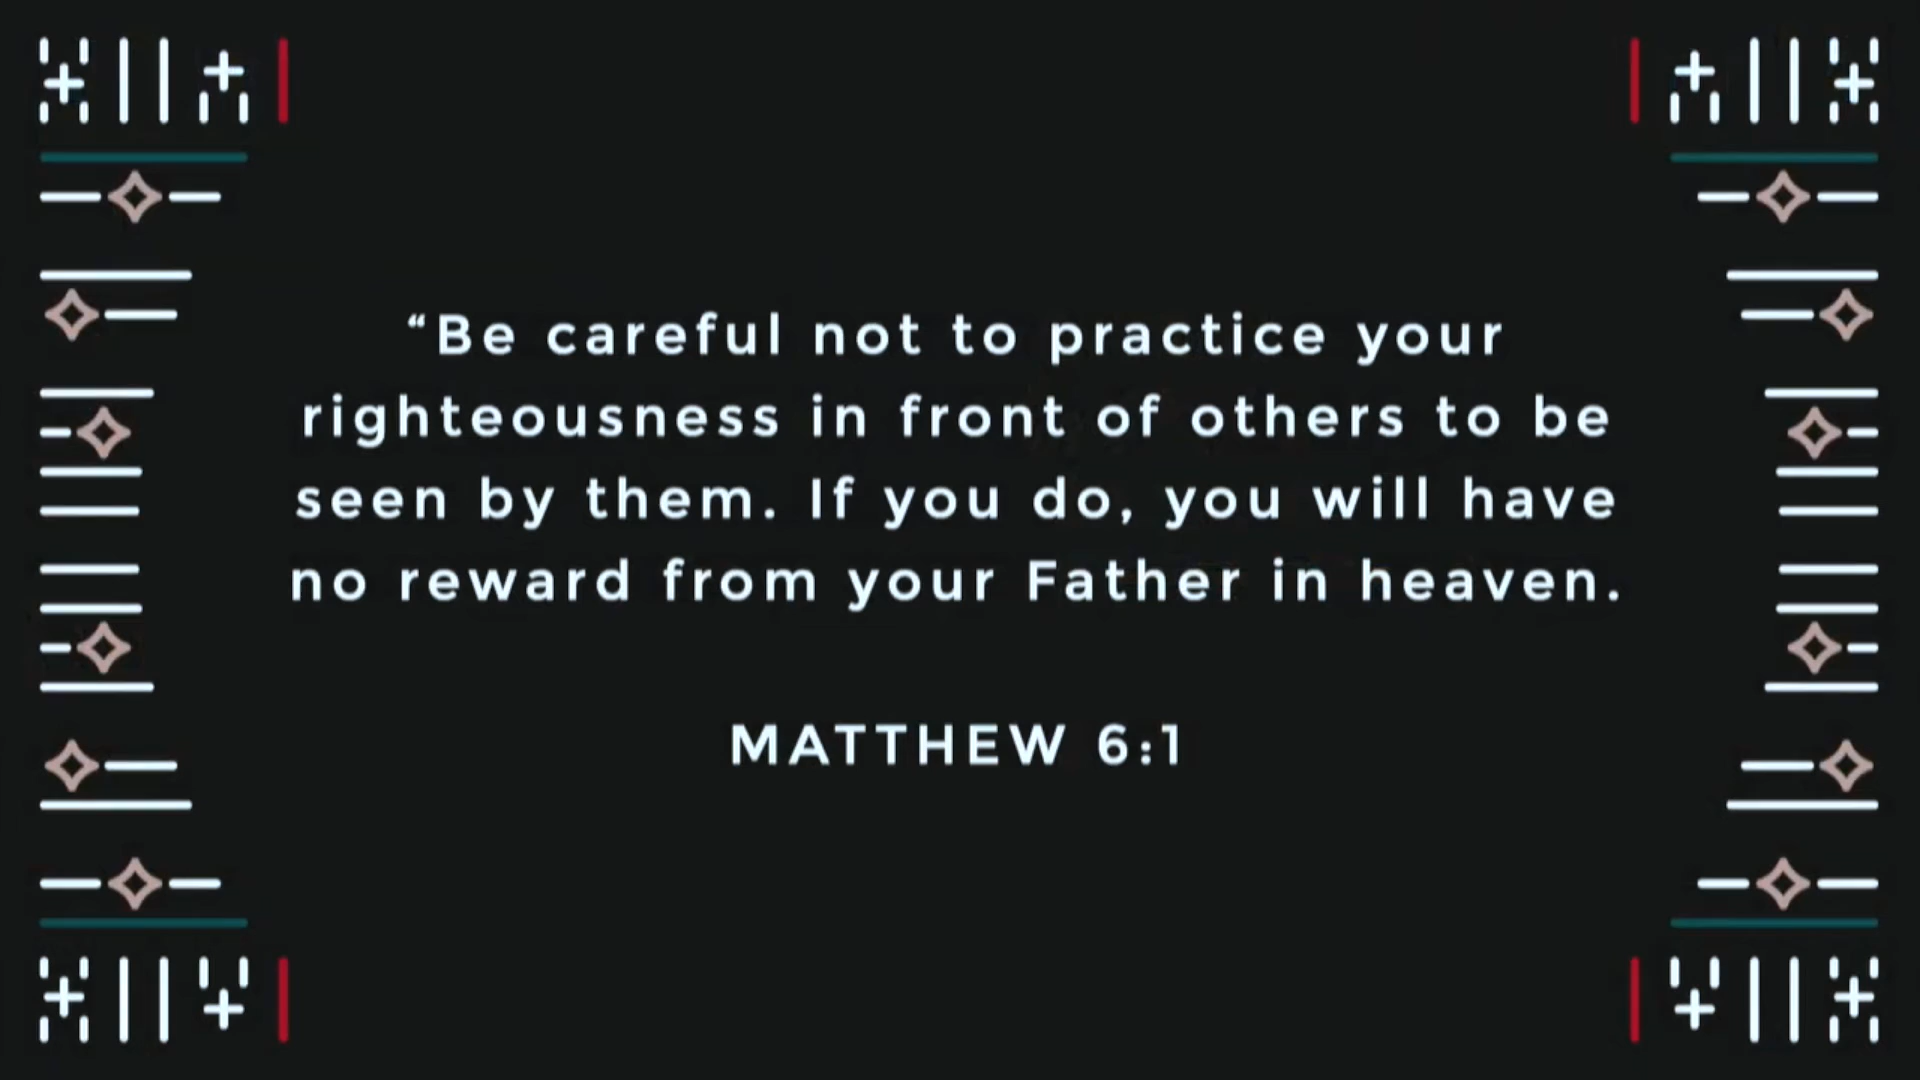 “Be careful not to practice your
righteousness in front of others to be
seen by them. If you do, you will have
no reward from your Father in heaven.
MATTHEW 6:1